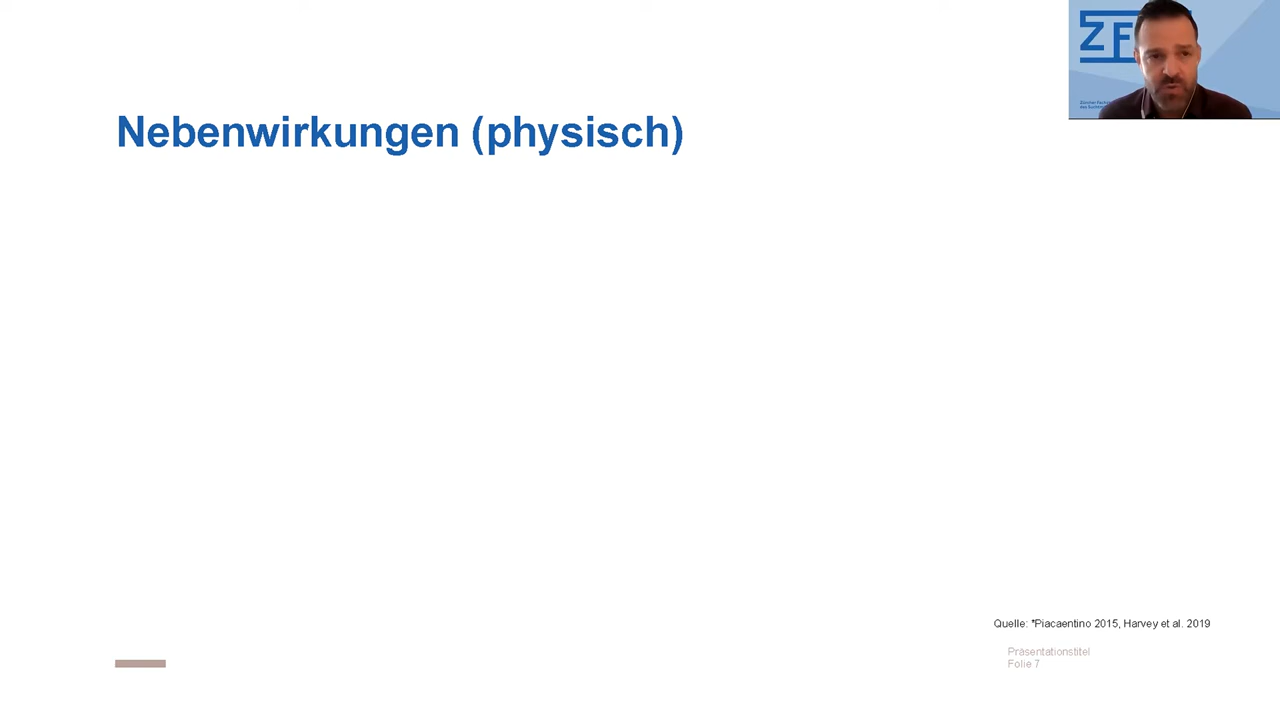 ZF
Nebenwirkungen (physisch)
Quelle: *Piacaentino 2015, Harvey et al. 2019
Präsentationstitel
Folie 7